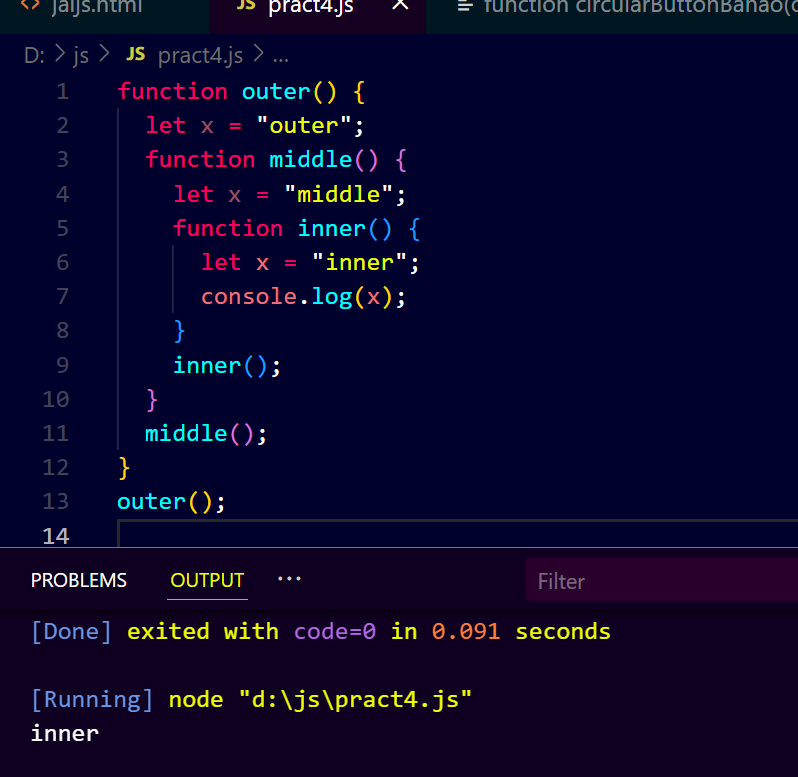 <> jaijs.html JS pract4.js × function circularButtonBanao(
D: > js > JS pract4.js > ...
1 function outer() {
2 let x = "outer";
3 function middle() {
4 let x = "middle";
5 function inner() {
6 let x = "inner";
7 console.log(x);
8 }
9 inner();
10 }
11 middle();
12 }
13 outer();
14
PROBLEMS OUTPUT ... Filter
[Done] exited with code=0 in 0.091 seconds
[Running] node "d:\js\pract4.js"
inner